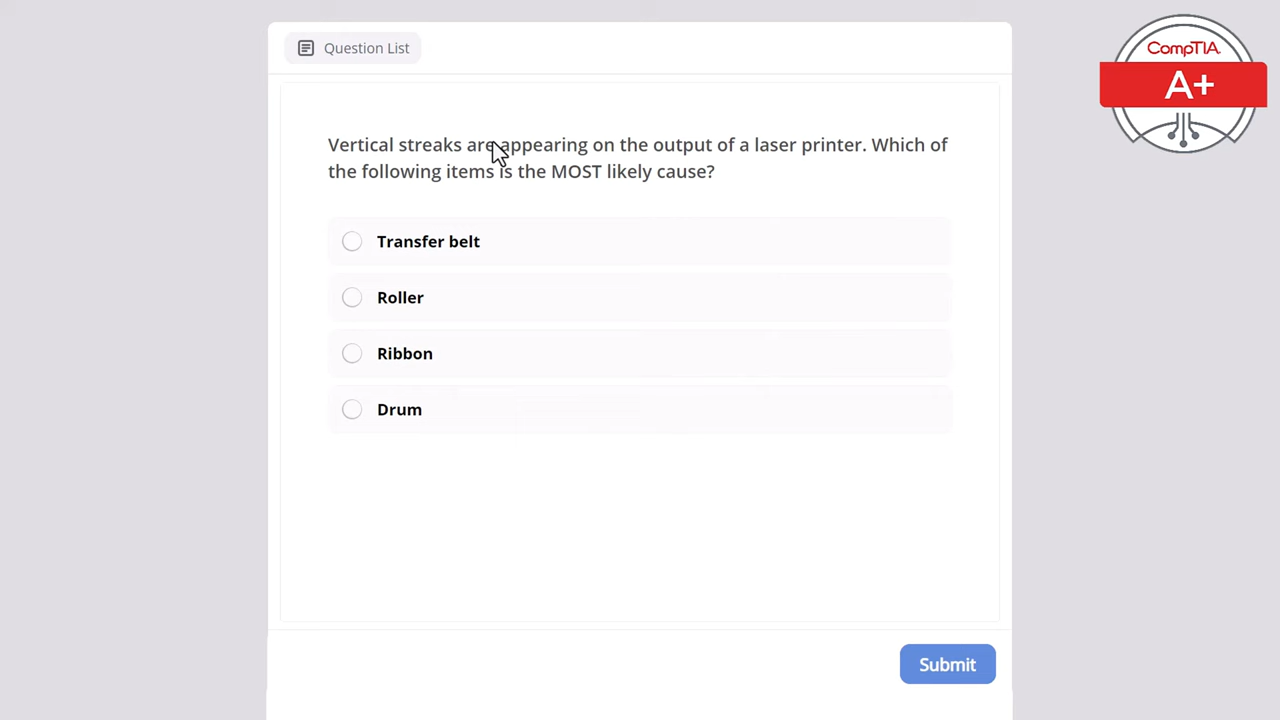 Question List
CompTIA.
A+
Vertical streaks are appearing on the output of a laser printer. Which of
the following items is the MOST likely cause?
Transfer belt
Roller
Ribbon
Drum
Submit